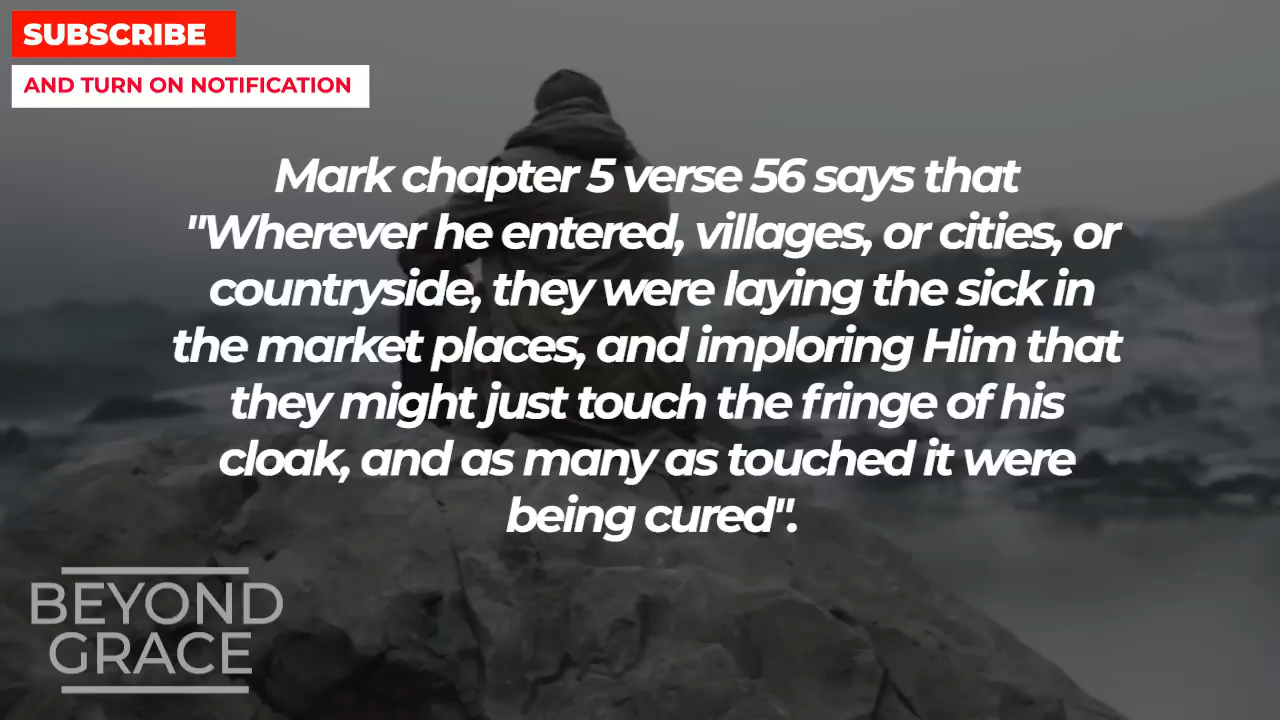 SUBSCRIBE
AND TURN ON NOTIFICATION
Mark chapter 5 verse 56 says that
"Wherever he entered, villages, or cities, or
countryside, they were laying the sick in
the market places, and imploring Him that
they might just touch the fringe of his
cloak, and as many as touched it were
being cured".
BEYOND
GRACE